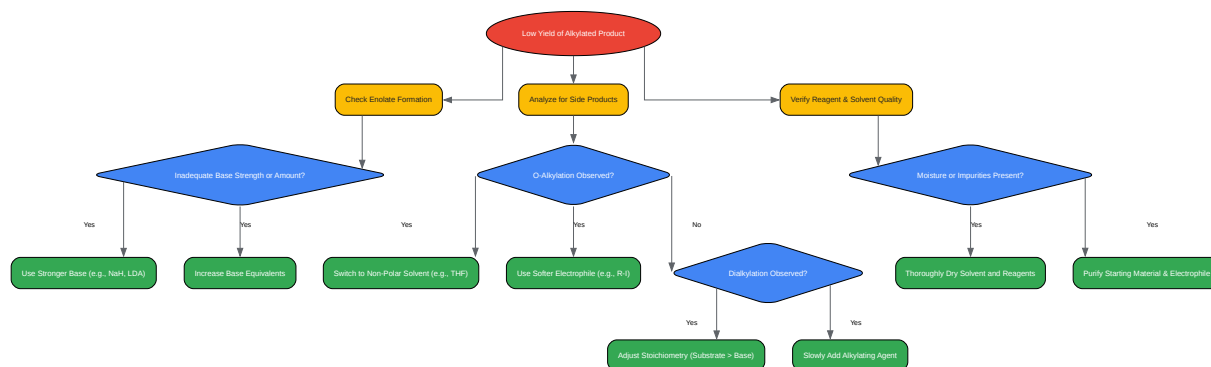 Low Yield of Alkylated Product
Check Enolate Formation
Analyze for Side Products
Verify Reagent & Solvent Quality
Inadequate Base Strength or Amount?
O-Alkylation Observed?
Moisture or Impurities Present?
Yes
Yes
Yes
Yes
No
Yes
Yes
Use Stronger Base (e.g., NaH, LDA)
Increase Base Equivalents
Switch to Non-Polar Solvent (e.g., THF)
Use Softer Electrophile (e.g., R-I)
Dialkylation Observed?
Thoroughly Dry Solvent and Reagents
Purify Starting Material & Electrophile
Yes
Yes
Adjust Stoichiometry (Substrate > Base)
Slowly Add Alkylating Agent